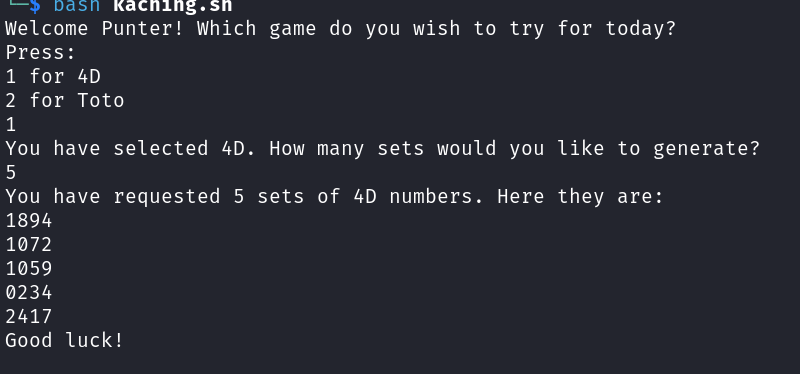 └─$ bash kaching.sh
Welcome Punter! Which game do you wish to try for today?
Press:
1 for 4D
2 for Toto
1
You have selected 4D. How many sets would you like to generate?
5
You have requested 5 sets of 4D numbers. Here they are:
1894
1072
1059
0234
2417
Good luck!